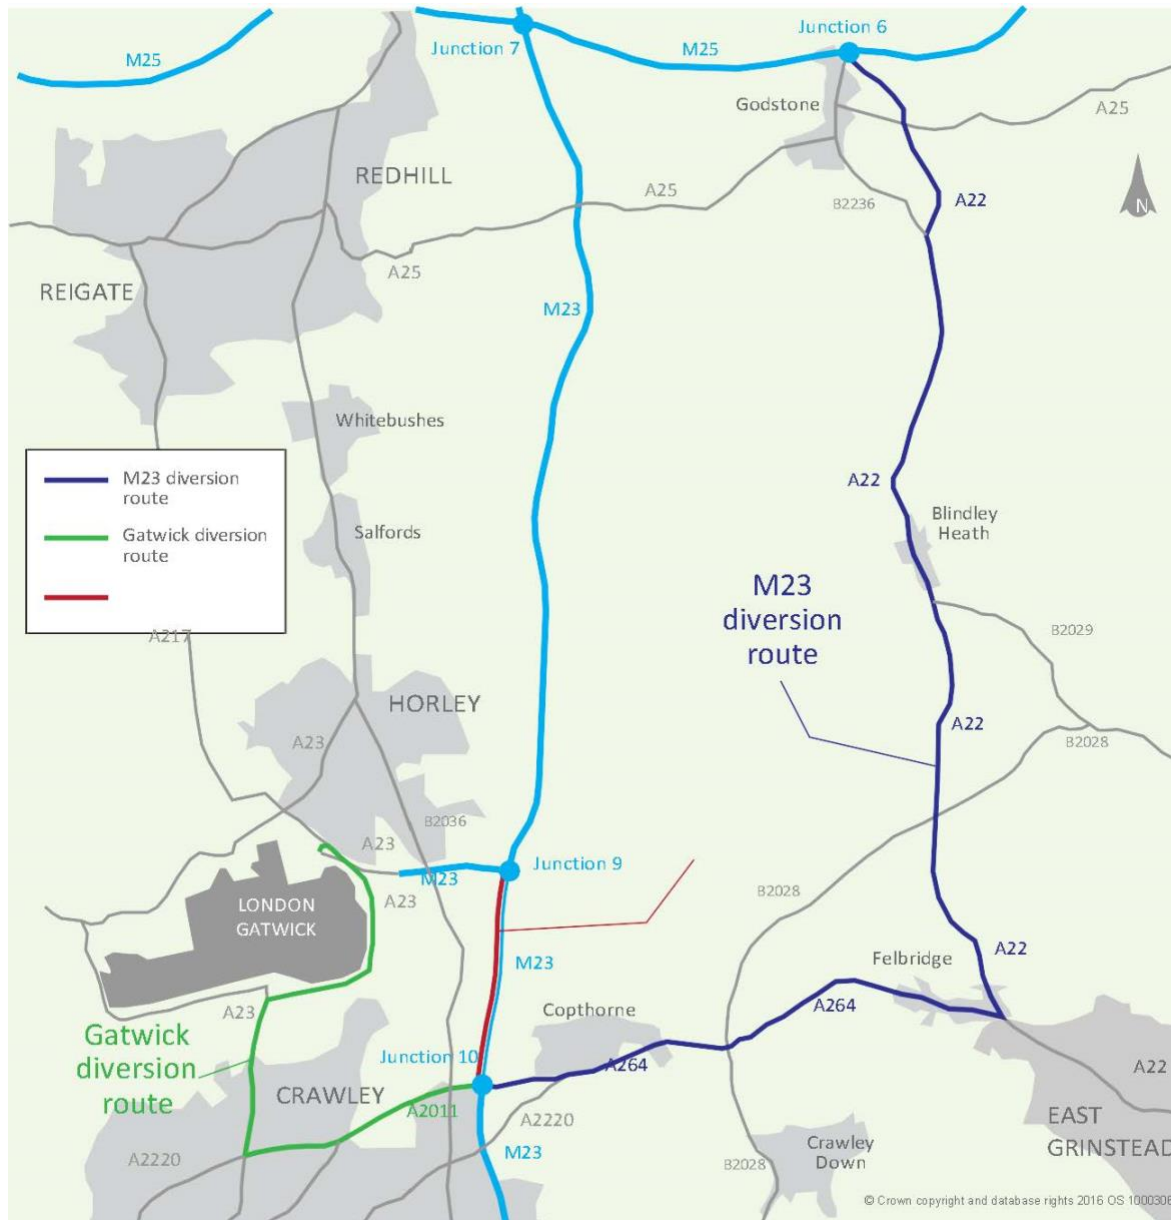 Junction 7
M25
Junction 6
M25
Godstone
A25
REDHILL
A25
B2236
A22
N
A25
REIGATE
M23
Whitebushes
M23 diversion
route
Gatwick diversion
route
A22
Blindley
Heath
Salfords
M23
diversion
route
A217
B2029
HORLEY
A22
A23
B2028
B2036
A23
Junction 9
M23
A23
B2028
LONDON
GATWICK
M23
Felbridge
A22
A23
Copthorne
A264
Gatwick
diversion
route
Junction 10
A264
CRAWLEY
A2011
A2220
A22
EAST
GRINSTEAD
A2220
M23
B2028
Crawley
Down
© Crown copyright and database rights 2016 OS 1000306